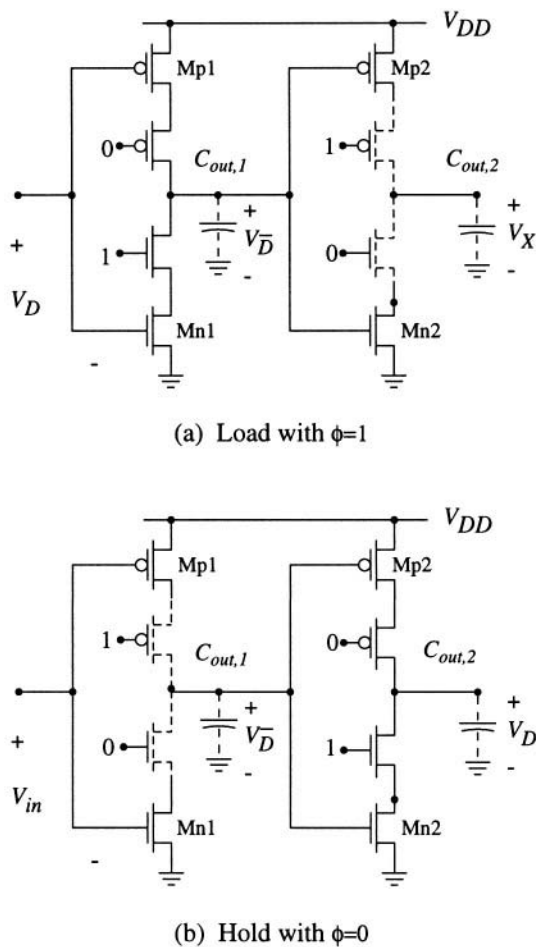 V_DD
Mp1
Mp2
0
C_out,1
1
C_out,2
+
V_D̅
-
+
V_X
-
+
V_D
-
1
0
Mn1
Mn2
(a) Load with ϕ=1
V_DD
Mp1
Mp2
1
C_out,1
0
C_out,2
+
V_D̅
-
+
V_D
-
+
V_in
-
0
1
Mn1
Mn2
(b) Hold with ϕ=0